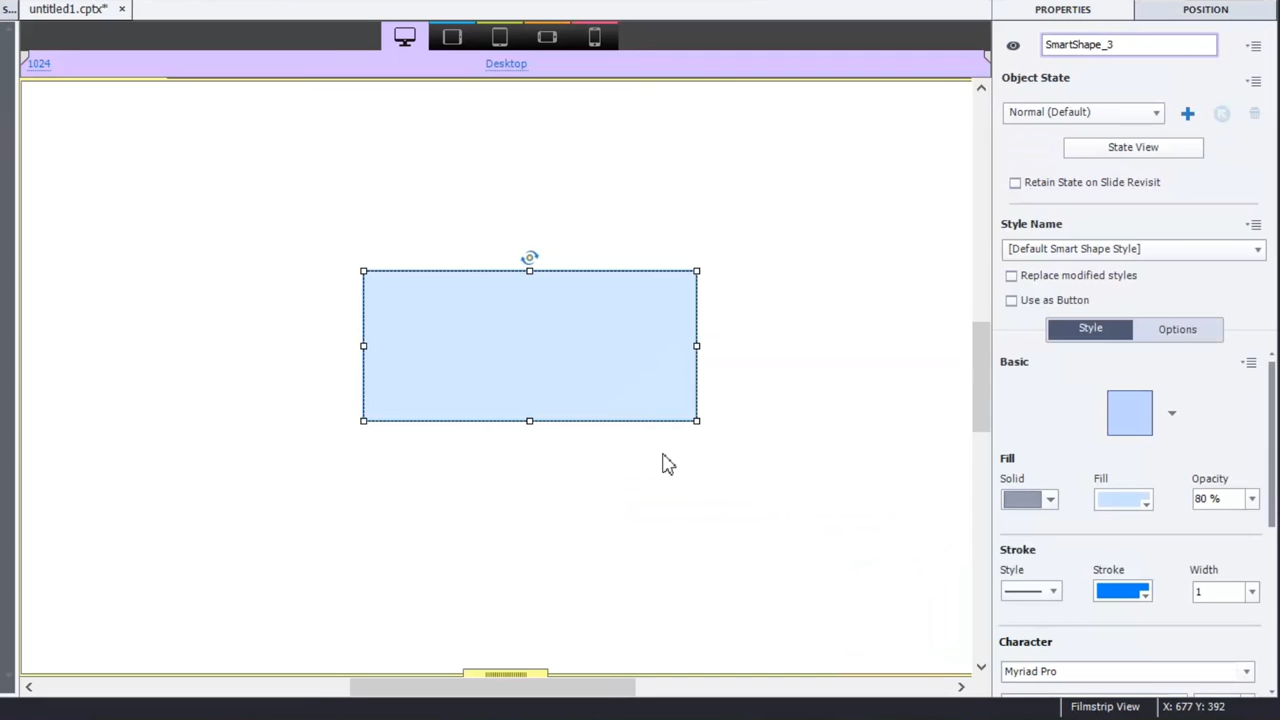 S...
untitled1.cptx*
PROPERTIES
POSITION
SmartShape_3
1024
Desktop
Object State
Normal (Default)
State View
Retain State on Slide Revisit
Style Name
[Default Smart Shape Style]
Replace modified styles
Use as Button
Style
Options
Basic
Fill
Solid
Fill
Opacity
80 %
Stroke
Style
Stroke
Width
1
Character
Myriad Pro
Filmstrip View
X: 677 Y: 392